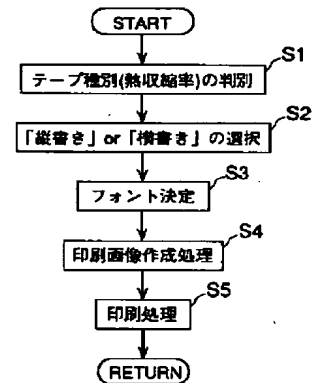 START
S1
テープ種別(熱収縮率)の判別
S2
「縦書き」or「横書き」の選択
S3
フォント決定
S4
印刷画像作成処理
S5
印刷処理
RETURN